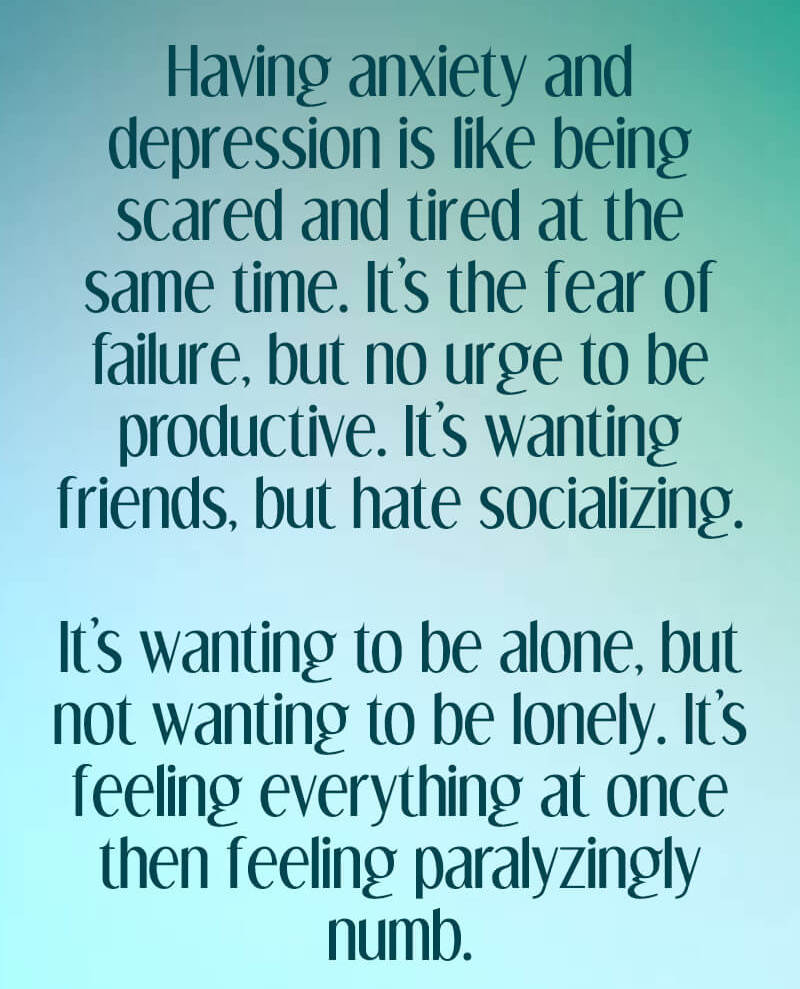 Having anxiety and
depression is like being
scared and tired at the
same time. It’s the fear of
failure, but no urge to be
productive. It’s wanting
friends, but hate socializing.
It’s wanting to be alone, but
not wanting to be lonely. It’s
feeling everything at once
then feeling paralyzingly
numb.